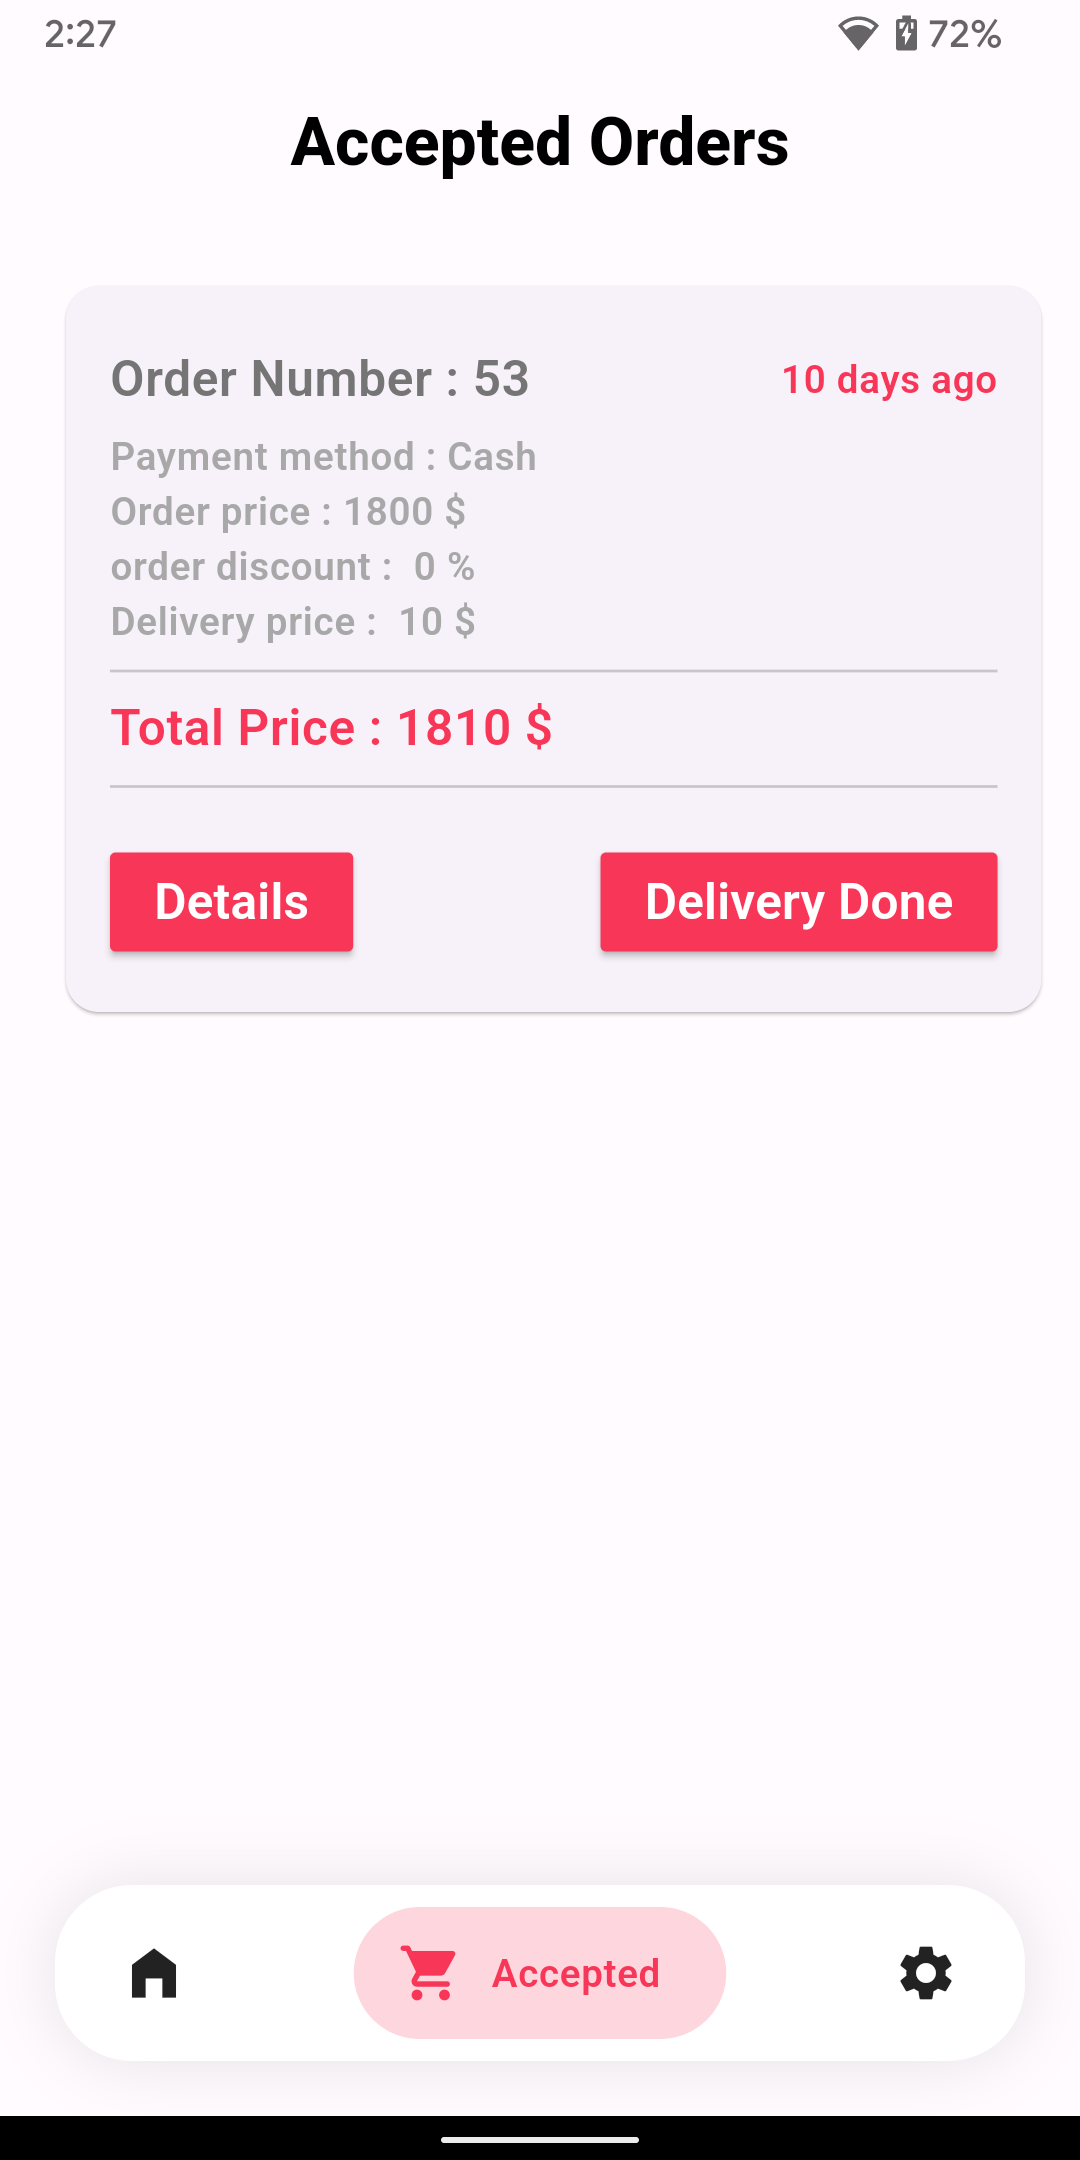 2:27
72%
Accepted Orders
Order Number : 53
10 days ago
Payment method : Cash
Order price : 1800 $
order discount :  0 %
Delivery price :  10 $
Total Price : 1810 $
Details
Delivery Done
Accepted